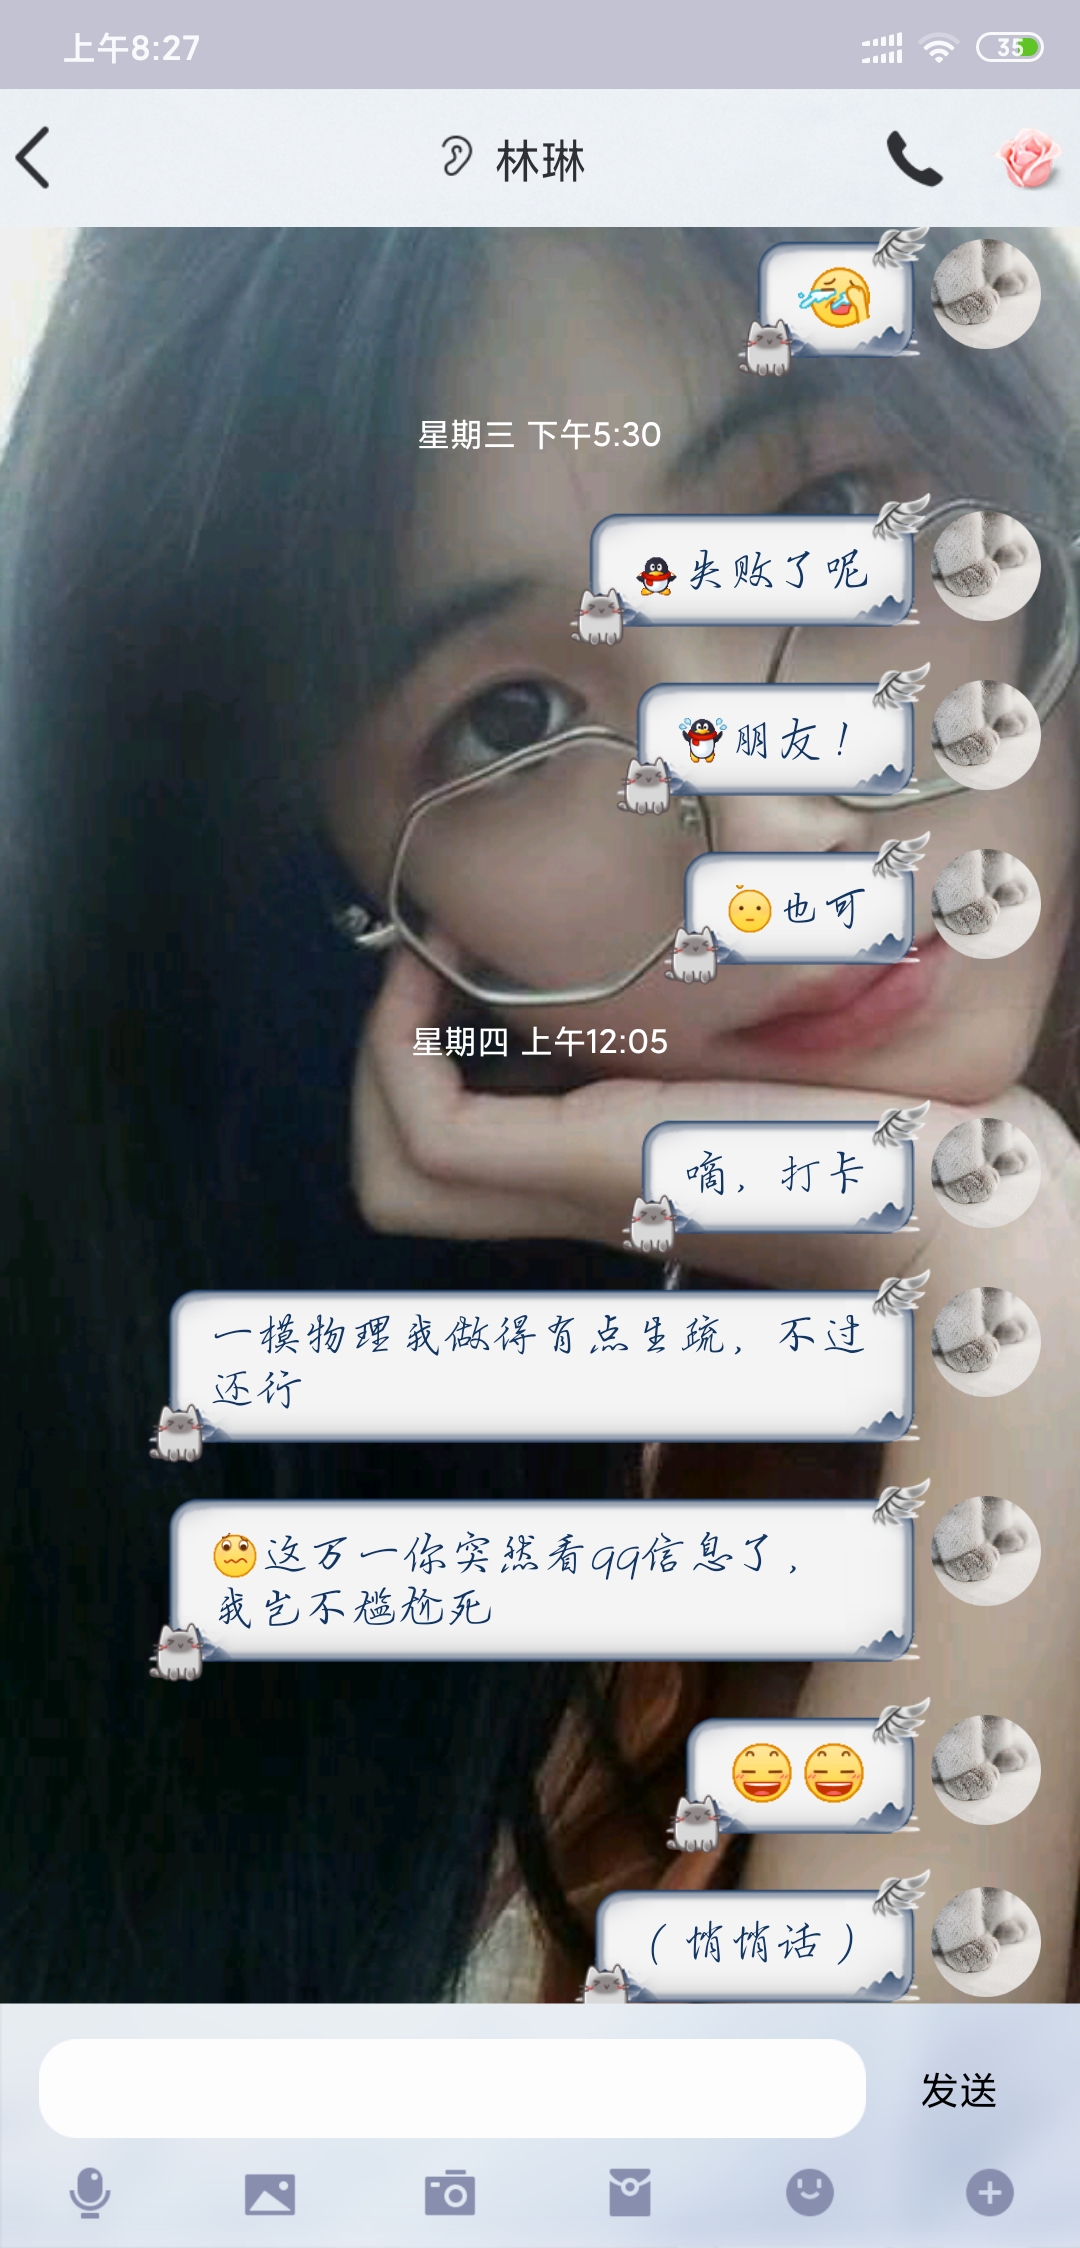 上午8:27
35
林琳
星期三 下午5:30
失败了呢
朋友！
也可
星期四 上午12:05
嘀，打卡
一模物理我做得有点生疏，不过
还行
这万一你突然看qq信息了，
我岂不尴尬死
（悄悄话）
发送